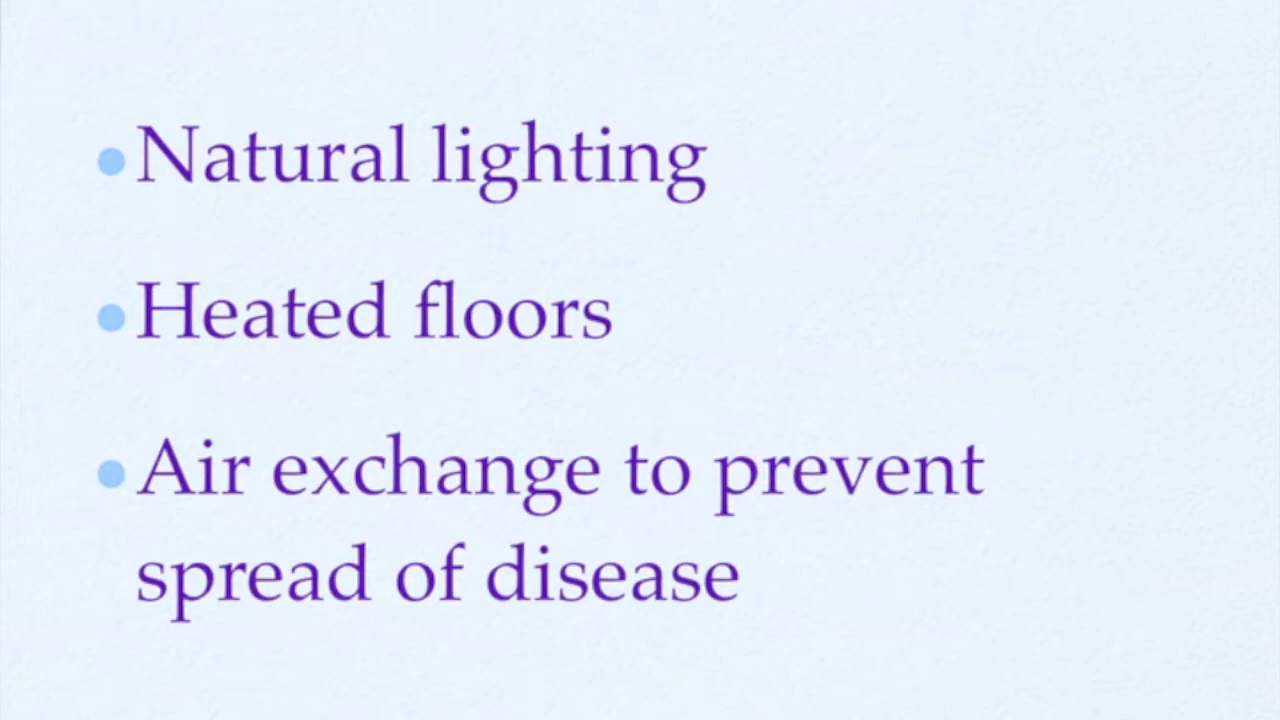 • Natural lighting
• Heated floors
• Air exchange to prevent
spread of disease